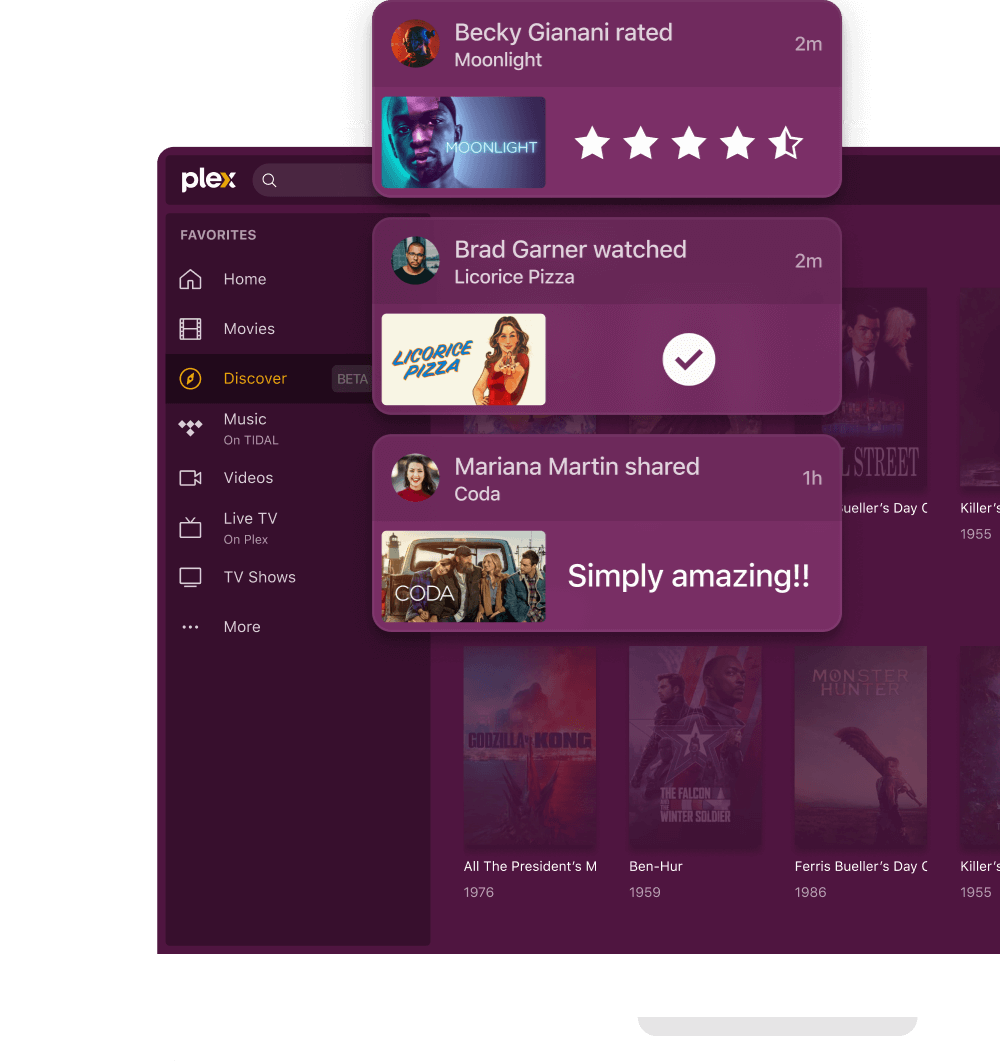 Becky Gianani rated
2m
Moonlight
MOONLIGHT
plex
FAVORITES
Home
Movies
Discover
BETA
Music
On TIDAL
Videos
Live TV
On Plex
TV Shows
More
Brad Garner watched
2m
Licorice Pizza
LICORICE
PIZZA
Mariana Martin shared
1h
Coda
CODA
Simply amazing!!
L STREET
ueller's Day
Killer's
1955
GODZILLA KONG
THE FALCON
AND THE
WINTER SOLDIER
MONSTER
HUNTER
All The President's M
1976
Ben-Hur
1959
Ferris Bueller's Day
1986
Killer's
1955